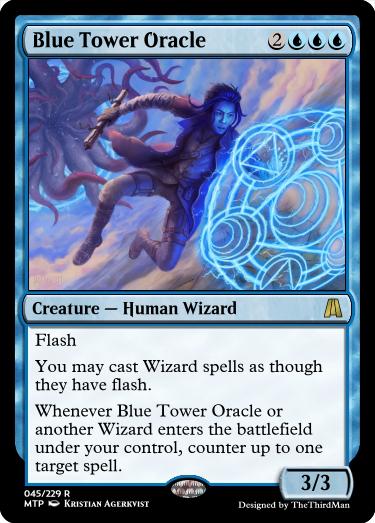 Blue Tower Oracle 2
Creature — Human Wizard
Flash
You may cast Wizard spells as though
they have flash.
Whenever Blue Tower Oracle or
another Wizard enters the battlefield
under your control, counter up to one
target spell.
3/3
045/229 R
MTP Kristian Agerkvist
Designed by TheThirdMan